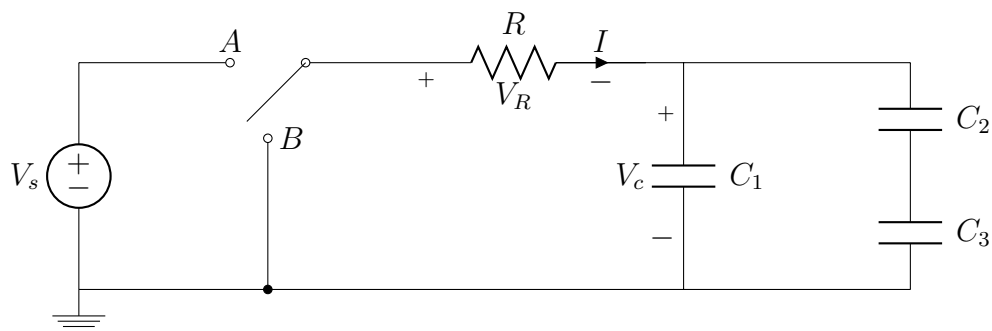 R
A
I
+
−
V_R
B
+
C_2
+
−
V_s
V_c
C_1
−
C_3